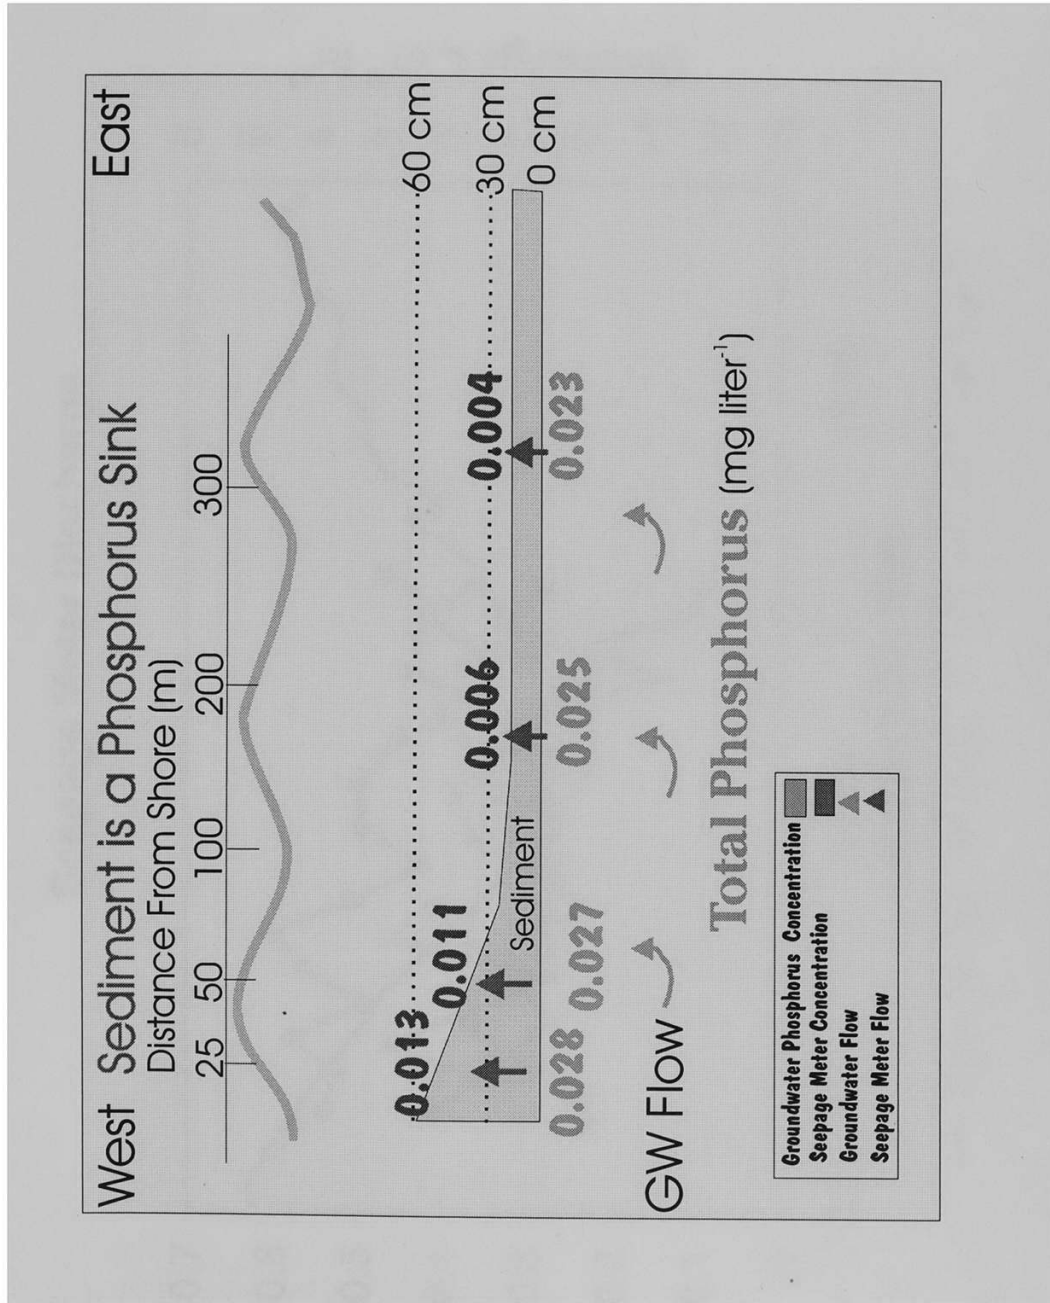 West Sediment is a Phosphorus Sink East
Distance From Shore (m)
25 50 100 200 300
60 cm
0.013
0.011
30 cm
0.006
0.004
Sediment
0 cm
0.028 0.027 0.025 0.023
GW Flow
Total Phosphorus (mg liter⁻¹)
Groundwater Phosphorus Concentration
Seepage Meter Concentration
Groundwater Flow
Seepage Meter Flow